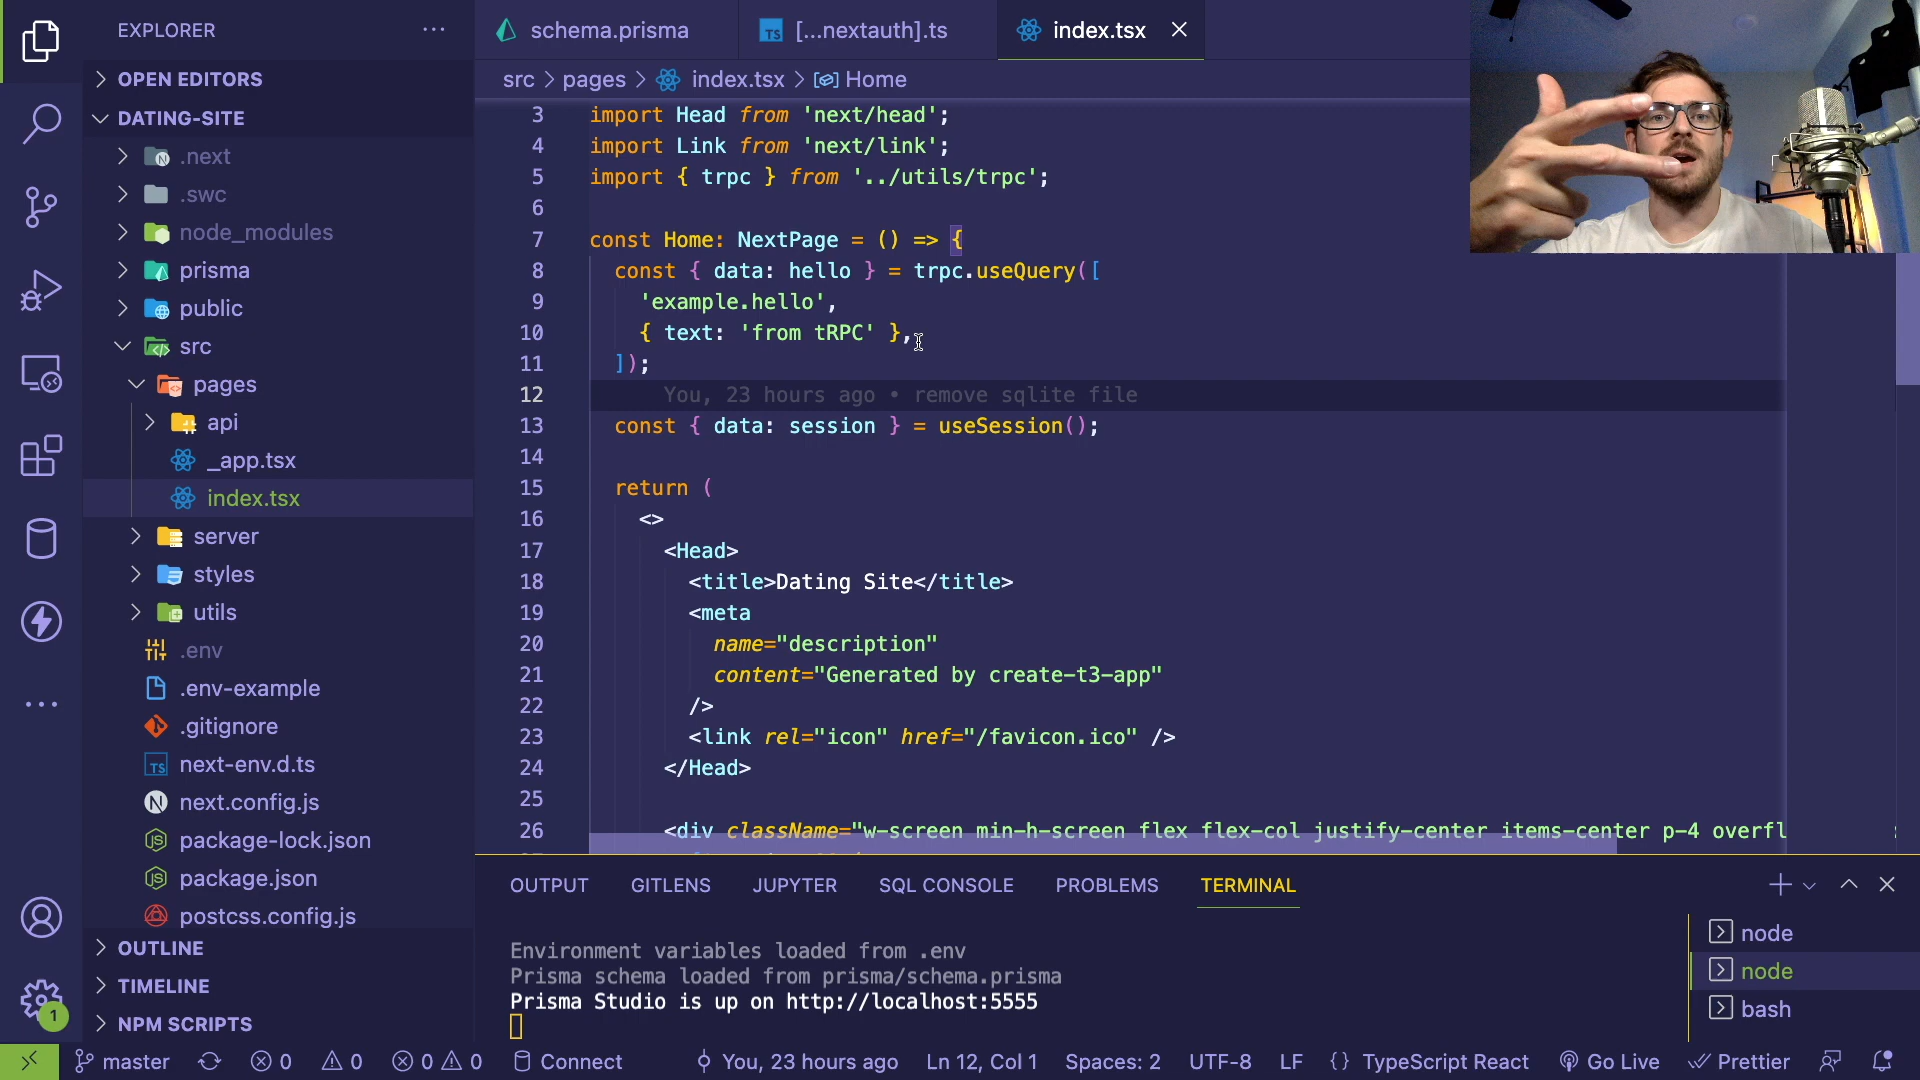 EXPLORER
OPEN EDITORS
DATING-SITE
.next
.swc
node_modules
prisma
public
src
pages
api
_app.tsx
index.tsx
server
styles
utils
.env
.env-example
.gitignore
next-env.d.ts
next.config.js
package-lock.json
package.json
postcss.config.js
OUTLINE
TIMELINE
NPM SCRIPTS
schema.prisma
TS [...nextauth].ts
index.tsx
src > pages > index.tsx > Home
3 import Head from 'next/head';
4 import Link from 'next/link';
5 import { trpc } from '../utils/trpc';
6
7 const Home: NextPage = () => {
8 const { data: hello } = trpc.useQuery([
9 'example.hello',
10 { text: 'from tRPC' },
11 ]);
12 You, 23 hours ago • remove sqlite file
13 const { data: session } = useSession();
14
15 return (
16 <>
17 <Head>
18 <title>Dating Site</title>
19 <meta
20 name="description"
21 content="Generated by create-t3-app"
22 />
23 <link rel="icon" href="/favicon.ico" />
24 </Head>
25
26 <div className="w-screen min-h-screen flex flex-col justify-center items-center p-4 overfl
OUTPUT GITLENS JUPYTER SQL CONSOLE PROBLEMS TERMINAL
Environment variables loaded from .env
Prisma schema loaded from prisma/schema.prisma
Prisma Studio is up on http://localhost:5555
node
node
bash
1
master 0 0 0 0 Connect You, 23 hours ago Ln 12, Col 1 Spaces: 2 UTF-8 LF {} TypeScript React Go Live Prettier